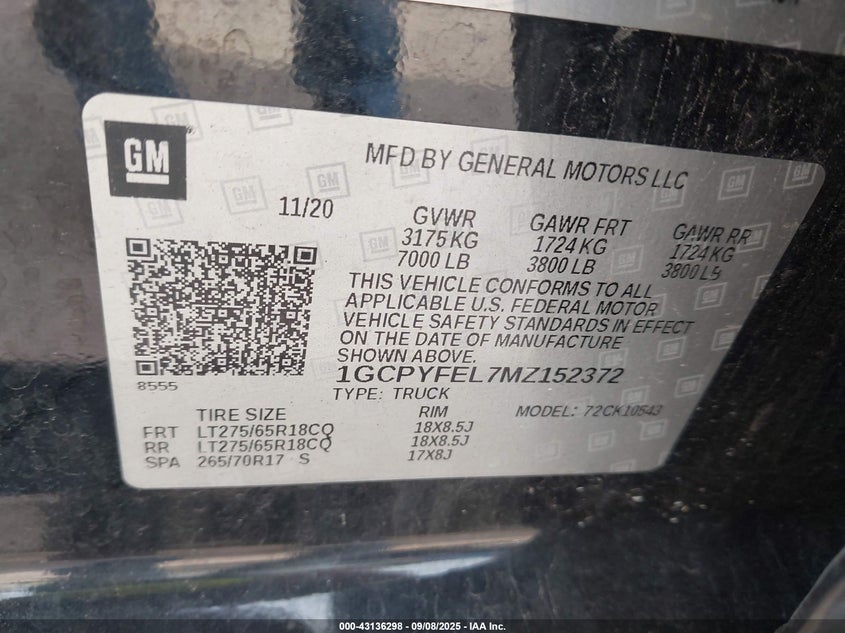 GM
MFD BY GENERAL MOTORS LLC
11/20
GVWR GAWR FRT GAWR RR
3175 KG 1724 KG 1724 KG
7000 LB 3800 LB 3800 LB
THIS VEHICLE CONFORMS TO ALL
APPLICABLE U.S. FEDERAL MOTOR
VEHICLE SAFETY STANDARDS IN EFFECT
ON THE DATE OF MANUFACTURE
SHOWN ABOVE.
8555
1GCPYFEL7MZ152372
TYPE: TRUCK
TIRE SIZE RIM MODEL: 72CK10543
FRT LT275/65R18CQ 18X8.5J
RR LT275/65R18CQ 18X8.5J
SPA 265/70R17 S 17X8J
000-43136298 - 09/08/2025 - IAA Inc.